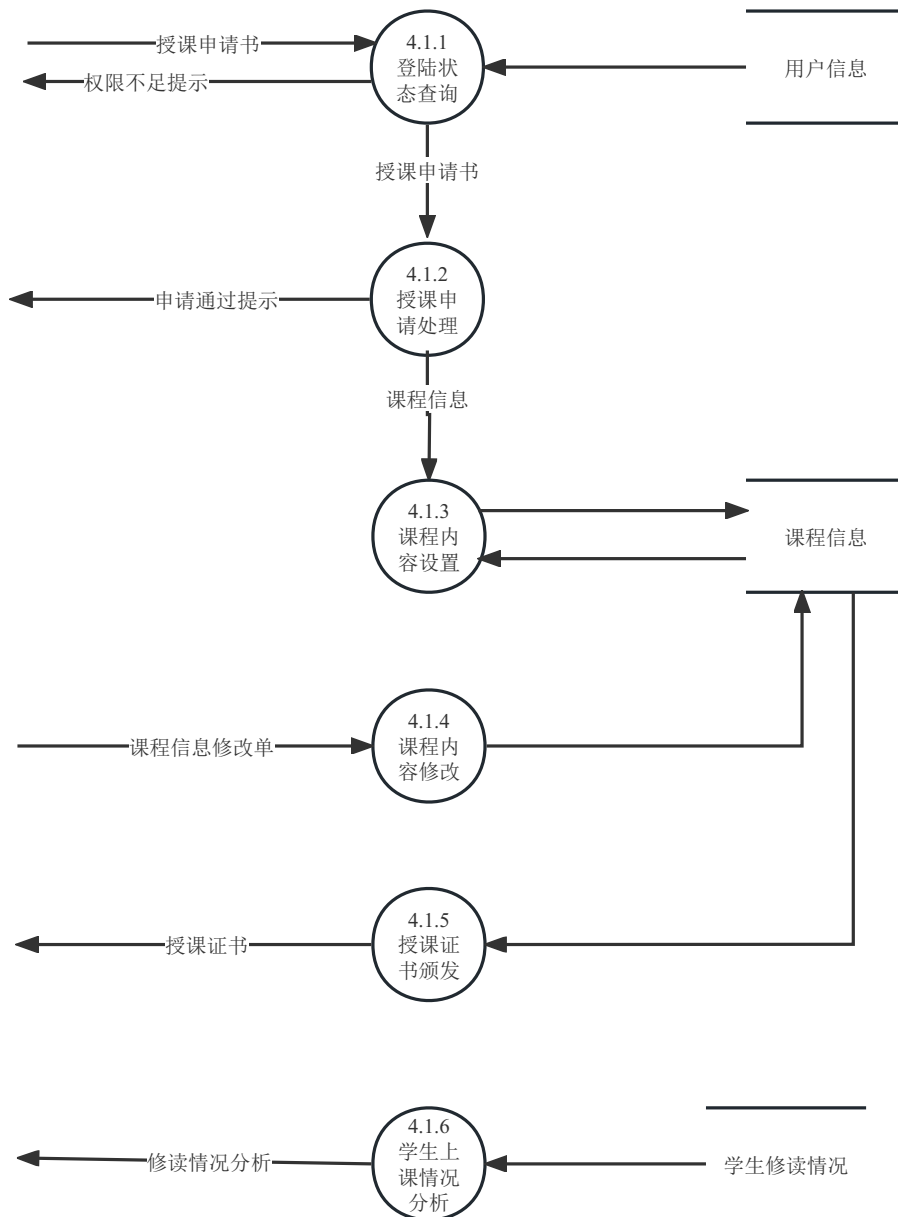 授课申请书
4.1.1
登陆状
态查询
用户信息
权限不足提示
授课申请书
4.1.2
授课申
请处理
申请通过提示
课程信息
4.1.3
课程内
容设置
课程信息
4.1.4
课程内
容修改
课程信息修改单
4.1.5
授课证
书颁发
授课证书
4.1.6
学生上
课情况
分析
修读情况分析
学生修读情况